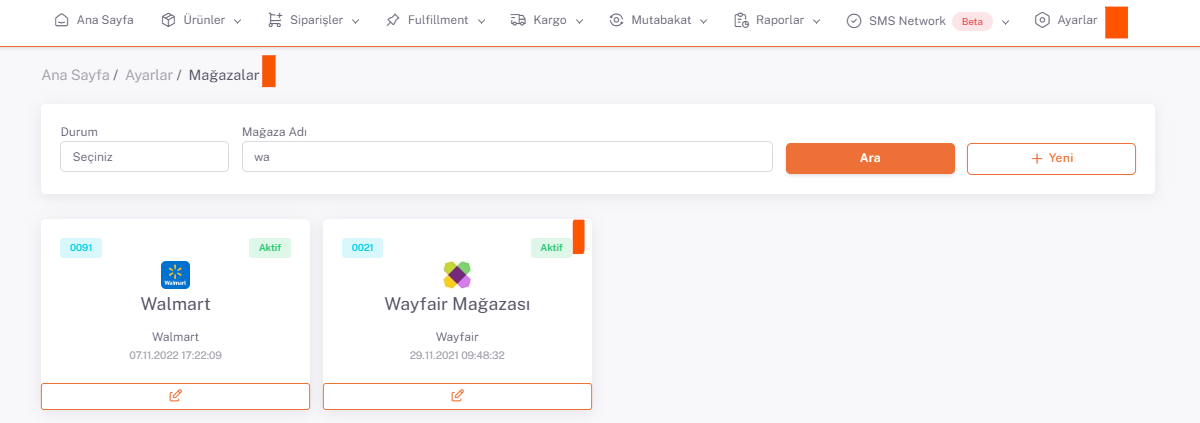 Ana Sayfa Ürünler Siparişler Fulfillment Kargo Mutabakat Raporlar SMS Network Beta Ayarlar
Ana Sayfa / Ayarlar / Mağazalar
Durum Mağaza Adı
Seçiniz wa Ara + Yeni
0091 Aktif 0021 Aktif
Walmart
Walmart Wayfair Mağazası
Walmart Wayfair
07.11.2022 17:22:09 29.11.2021 09:48:32